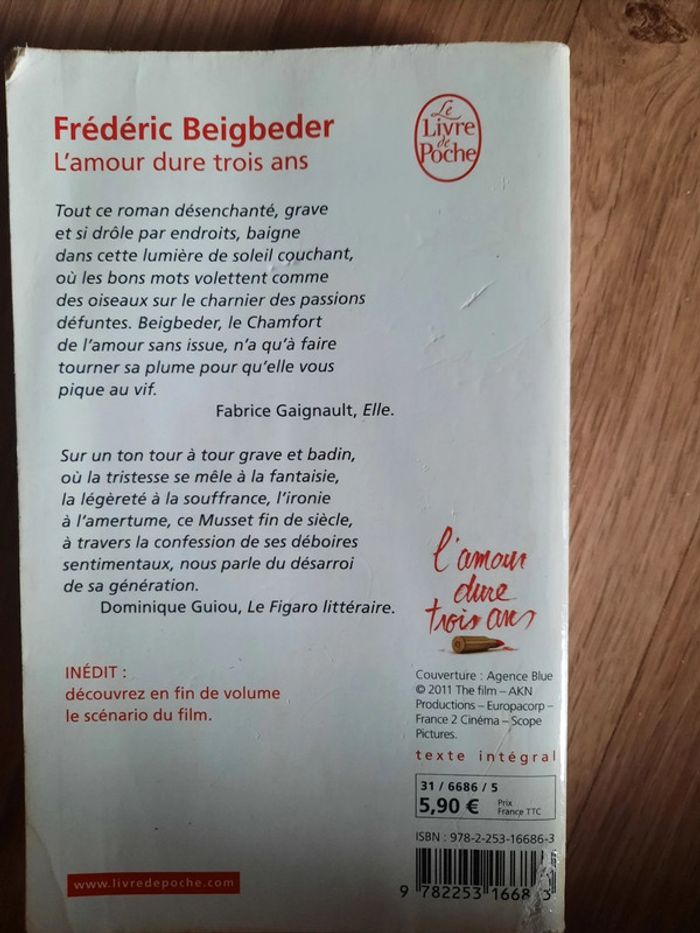 Frédéric Beigbeder
L'amour dure trois ans
Le
Livre
de
Poche
Tout ce roman désenchanté, grave
et si drôle par endroits, baigne
dans cette lumière de soleil couchant,
où les bons mots volettent comme
des oiseaux sur le charnier des passions
défuntes. Beigbeder, le Chamfort
de l'amour sans issue, n'a qu'à faire
tourner sa plume pour qu'elle vous
pique au vif.
Fabrice Gaignault, Elle.
Sur un ton tour à tour grave et badin,
où la tristesse se mêle à la fantaisie,
la légèreté à la souffrance, l'ironie
à l'amertume, ce Musset fin de siècle,
à travers la confession de ses déboires
sentimentaux, nous parle du désarroi
de sa génération.
Dominique Guiou, Le Figaro littéraire.
INÉDIT :
découvrez en fin de volume
le scénario du film.
l'amour
dure
trois ans
Couverture : Agence Blue
© 2011 The film – AKN
Productions – Europacorp –
France 2 Cinéma – Scope
Pictures.
texte intégral
31 / 6686 / 5
5,90 € Prix
France TTC
ISBN : 978-2-253-16686-3
www.livredepoche.com
9 782253 166863